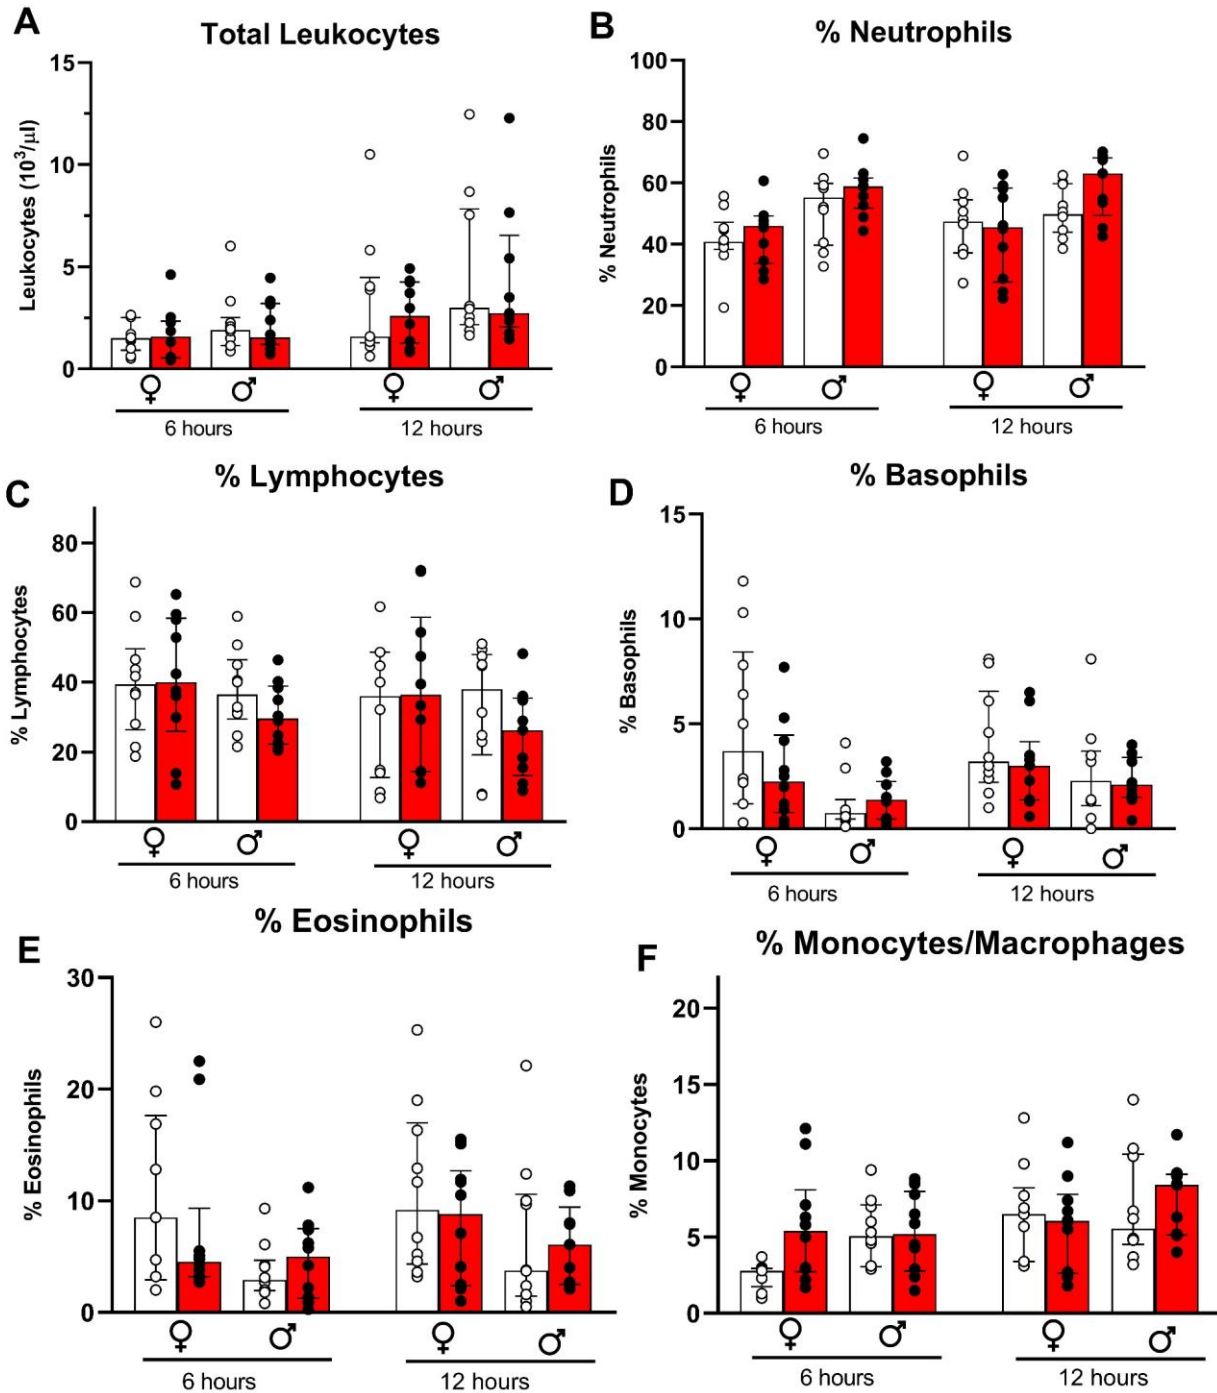 A
Total Leukocytes
Leukocytes (10³/µl)
15
10
5
0
♀ ♂ ♀ ♂
6 hours 12 hours
B
% Neutrophils
% Neutrophils
100
80
60
40
20
0
♀ ♂ ♀ ♂
6 hours 12 hours
C
% Lymphocytes
% Lymphocytes
80
60
40
20
0
♀ ♂ ♀ ♂
6 hours 12 hours
D
% Basophils
% Basophils
15
10
5
0
♀ ♂ ♀ ♂
6 hours 12 hours
E
% Eosinophils
% Eosinophils
30
20
10
0
♀ ♂ ♀ ♂
6 hours 12 hours
F
% Monocytes/Macrophages
% Monocytes
20
15
10
5
0
♀ ♂ ♀ ♂
6 hours 12 hours